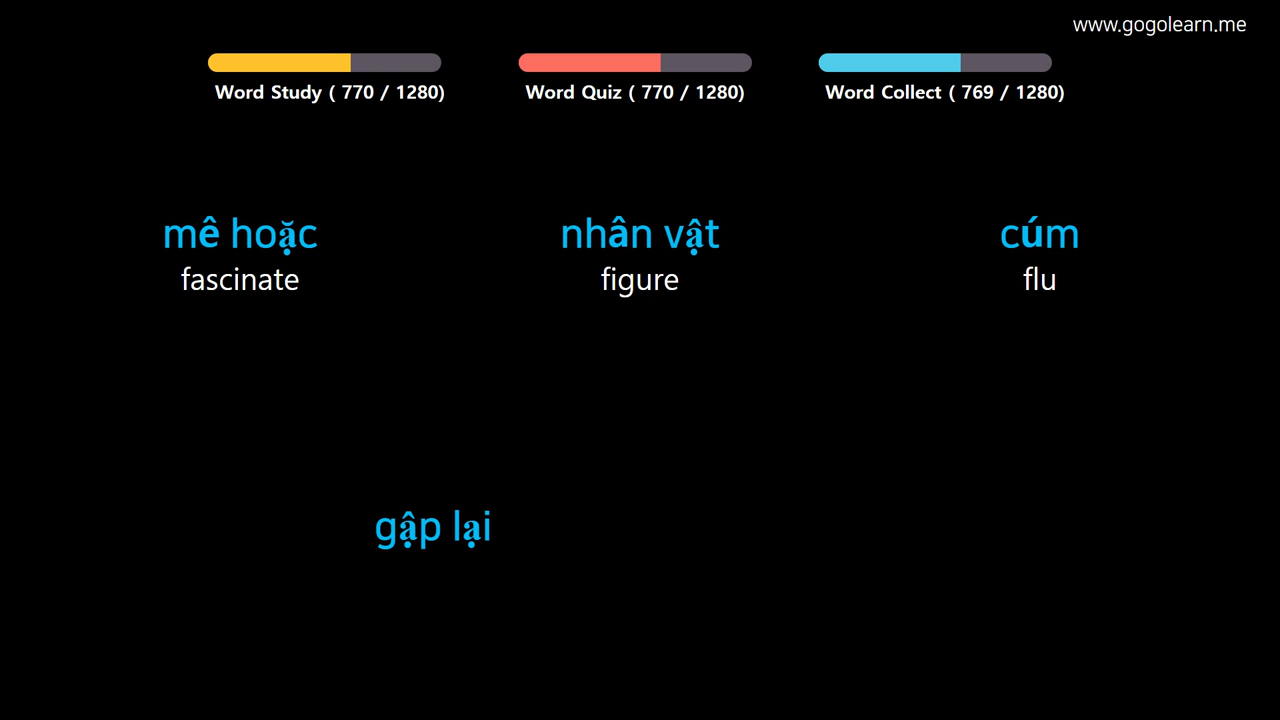 www.gogolearn.me
Word Study ( 770 / 1280)
Word Quiz ( 770 / 1280)
Word Collect ( 769 / 1280)
mê hoặc
nhân vật
cúm
fascinate
figure
flu
gập lại